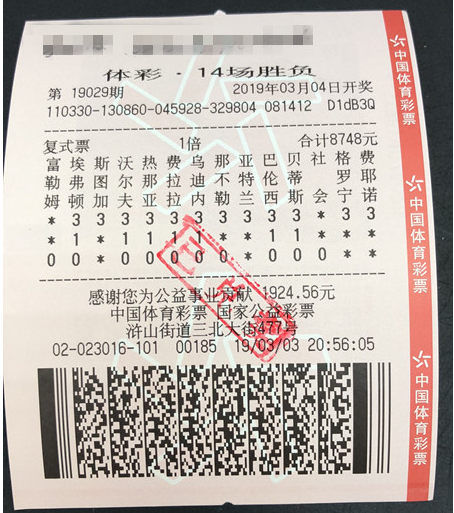 体彩·14场胜负
第 19029期 2019年03月04日开奖
110330-130860-045928-329804 081412 D1dB3Q
复式票 1倍 合计8748元
富 埃 斯 沃 热 费 乌 那 亚 巴 贝 社 格 费
勒 弗 图 尔 那 拉 迪 不 特 伦 蒂 罗 耶
姆 顿 加 夫 亚 拉 内 勒 兰 西 斯 会 宁 诺
* 3 3 3 3 3 3 3 3 3 3 * 3 3
* 1 * 1 1 1 1 * * 1 1 * * *
0 0 * 0 0 0 0 0 * 0 0 0 * *
感谢您为公益事业贡献 1924.56元
中国体育彩票 国家公益彩票
浒山街道三北大街477号
02-023016-101 00185 19/03/03 20:56:05
已兑奖
中国体育彩票
中国体育彩票
中国体育彩票